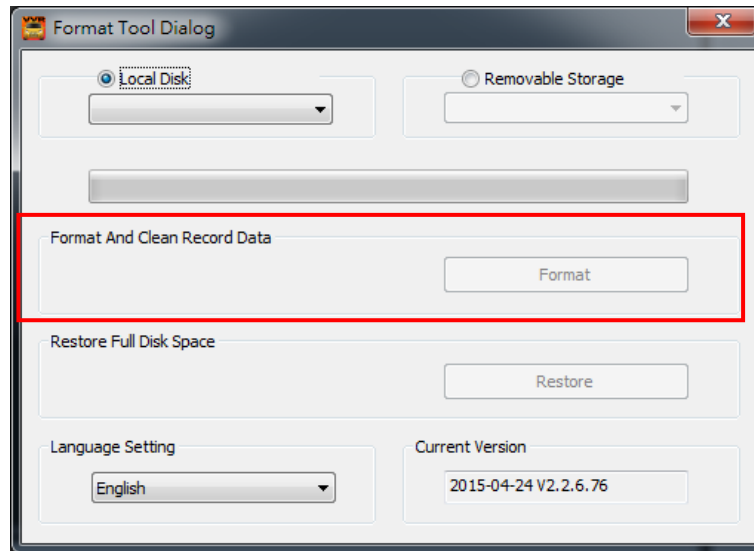 Format Tool Dialog
Local Disk
Removable Storage
Format And Clean Record Data
Format
Restore Full Disk Space
Restore
Language Setting
Current Version
English
2015-04-24 V2.2.6.76